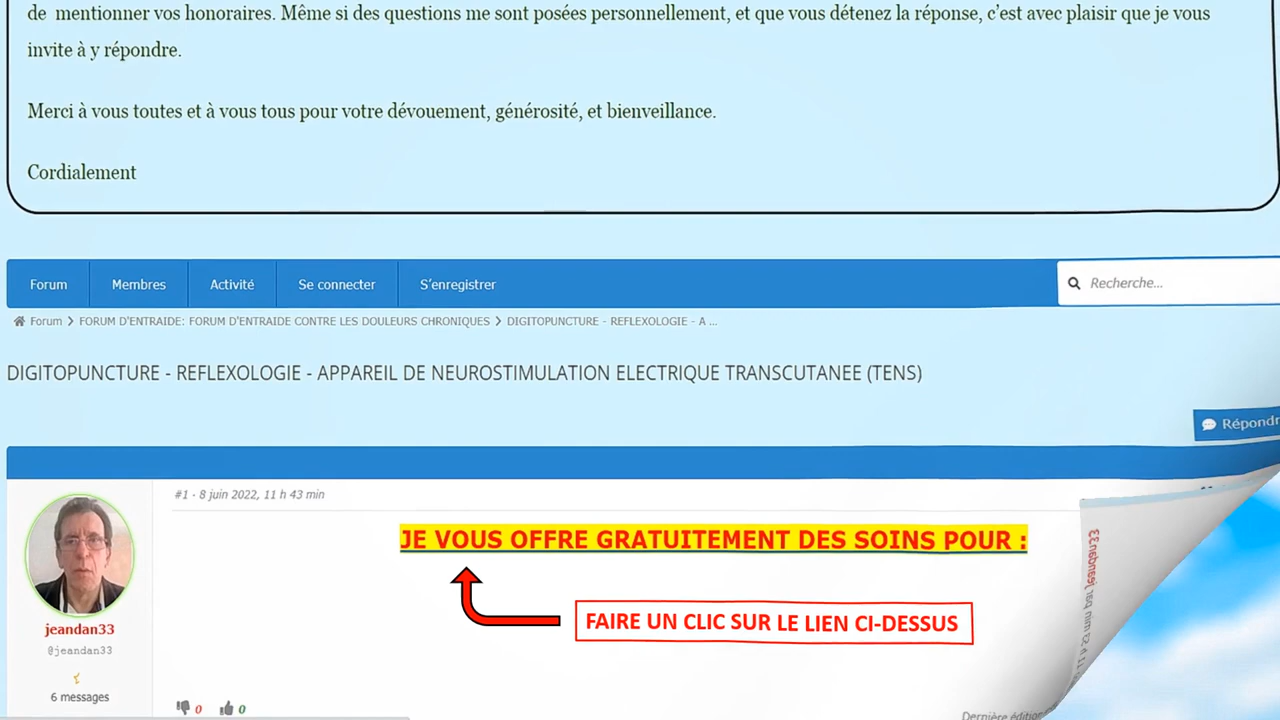 de mentionner vos honoraires. Même si des questions me sont posées personnellement, et que vous détenez la réponse, c’est avec plaisir que je vous
invite à y répondre.
Merci à vous toutes et à vous tous pour votre dévouement, générosité, et bienveillance.
Cordialement
Forum Membres Activité Se connecter S’enregistrer Recherche...
Forum > FORUM D'ENTRAIDE: FORUM D'ENTRAIDE CONTRE LES DOULEURS CHRONIQUES > DIGITOPUNCTURE - REFLEXOLOGIE - A ...
DIGITOPUNCTURE - REFLEXOLOGIE - APPAREIL DE NEUROSTIMULATION ELECTRIQUE TRANSCUTANEE (TENS)
Répondr
#1 · 8 juin 2022, 11 h 43 min
JE VOUS OFFRE GRATUITEMENT DES SOINS POUR :
FAIRE UN CLIC SUR LE LIEN CI-DESSUS
jeandan33
@jeandan33
6 messages
0 0
Dernière édition
jeandan33